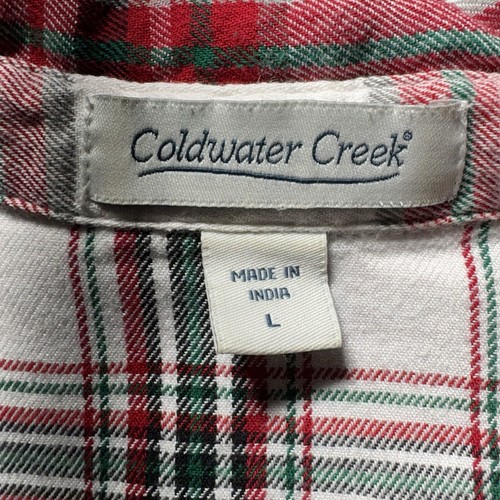 Coldwater Creek®
MADE IN
INDIA
L